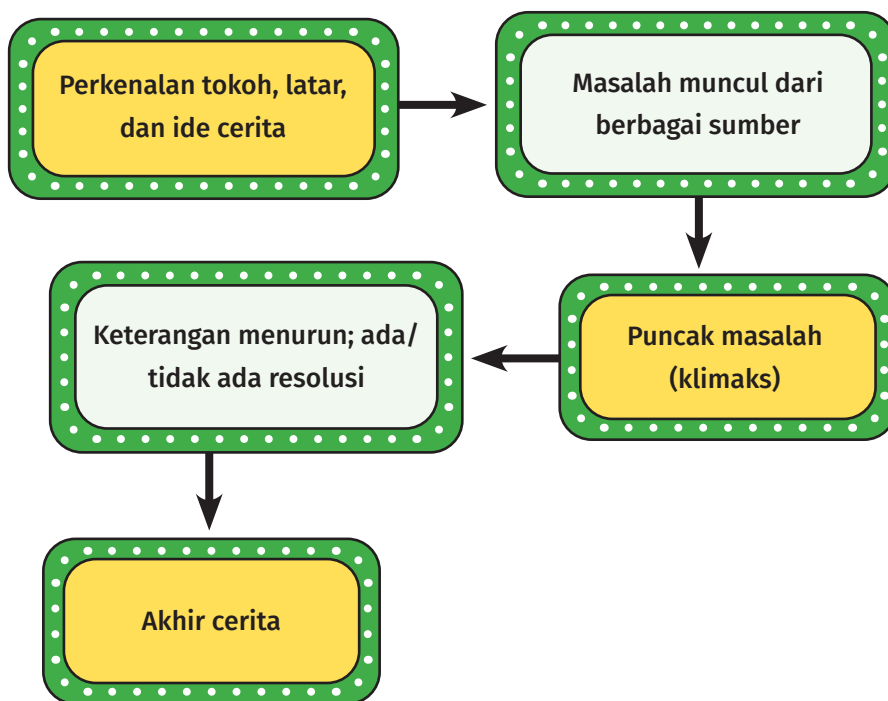 Perkenalan tokoh, latar,
dan ide cerita
Masalah muncul dari
berbagai sumber
Puncak masalah
(klimaks)
Keterangan menurun; ada/
tidak ada resolusi
Akhir cerita